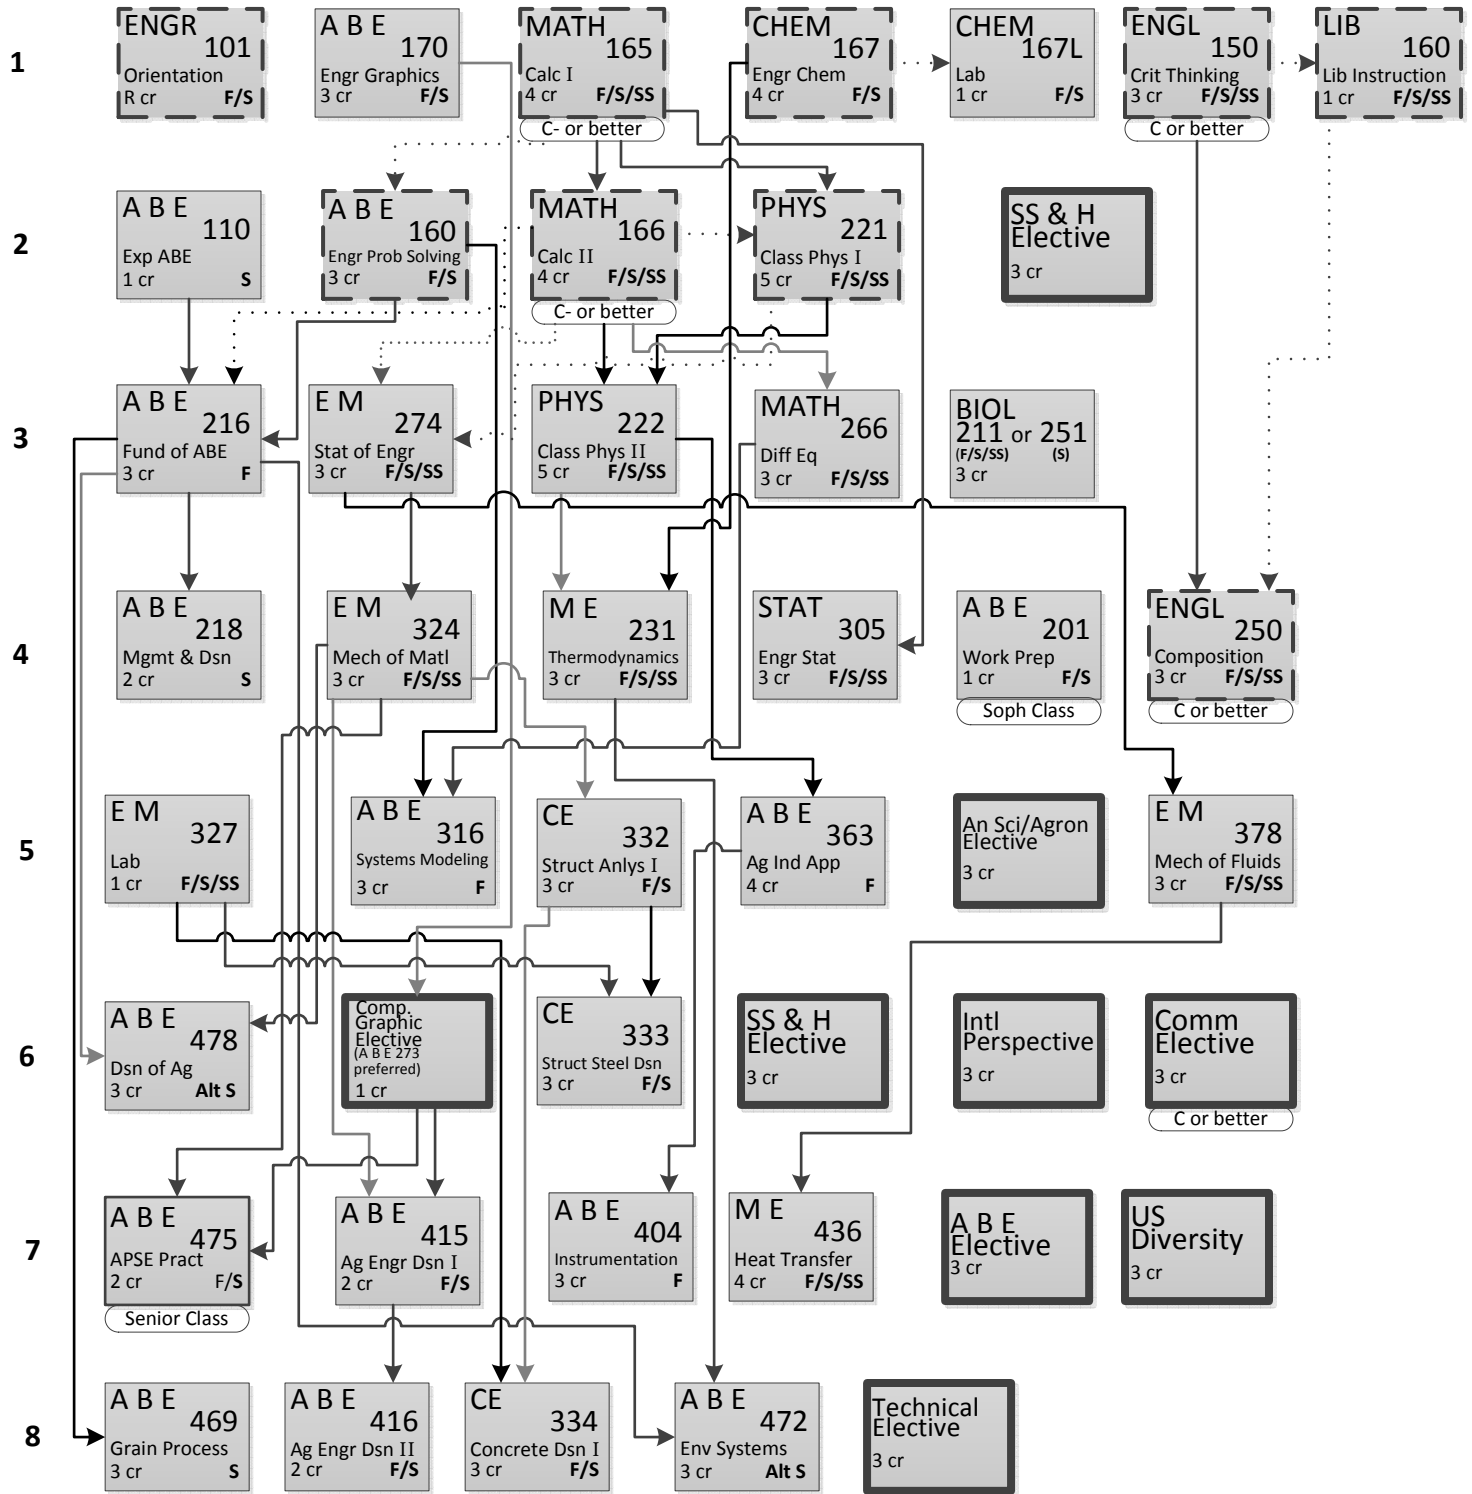 1
ENGR
101
Orientation
R cr F/S
A B E
170
Engr Graphics
3 cr F/S
MATH
165
Calc I
4 cr F/S/SS
C- or better
CHEM
167
Engr Chem
4 cr F/S
CHEM
167L
Lab
1 cr F/S
ENGL
150
Crit Thinking
3 cr F/S/SS
C or better
LIB
160
Lib Instruction
1 cr F/S/SS
2
A B E
110
Exp ABE
1 cr S
A B E
160
Engr Prob Solving
3 cr F/S
MATH
166
Calc II
4 cr F/S/SS
C- or better
PHYS
221
Class Phys I
5 cr F/S/SS
SS & H
Elective
3 cr
3
A B E
216
Fund of ABE
3 cr F
E M
274
Stat of Engr
3 cr F/S/SS
PHYS
222
Class Phys II
5 cr F/S/SS
MATH
266
Diff Eq
3 cr F/S/SS
BIOL
211 or 251
(F/S/SS) (S)
3 cr
4
A B E
218
Mgmt & Dsn
2 cr S
E M
324
Mech of Matl
3 cr F/S/SS
M E
231
Thermodynamics
3 cr F/S/SS
STAT
305
Engr Stat
3 cr F/S/SS
A B E
201
Work Prep
1 cr F/S
Soph Class
ENGL
250
Composition
3 cr F/S/SS
C or better
5
E M
327
Lab
1 cr F/S/SS
A B E
316
Systems Modeling
3 cr F
CE
332
Struct Anlys I
3 cr F/S
A B E
363
Ag Ind App
4 cr F
An Sci/Agron
Elective
3 cr
E M
378
Mech of Fluids
3 cr F/S/SS
6
A B E
478
Dsn of Ag
3 cr Alt S
Comp.
Graphic
Elective
(A B E 273
preferred)
1 cr
CE
333
Struct Steel Dsn
3 cr F/S
SS & H
Elective
3 cr
Intl
Perspective
3 cr
Comm
Elective
3 cr
C or better
7
A B E
475
APSE Pract
2 cr F/S
Senior Class
A B E
415
Ag Engr Dsn I
2 cr F/S
A B E
404
Instrumentation
3 cr F
M E
436
Heat Transfer
4 cr F/S/SS
A B E
Elective
3 cr
US
Diversity
3 cr
8
A B E
469
Grain Process
3 cr S
A B E
416
Ag Engr Dsn II
2 cr F/S
CE
334
Concrete Dsn I
3 cr F/S
A B E
472
Env Systems
3 cr Alt S
Technical
Elective
3 cr